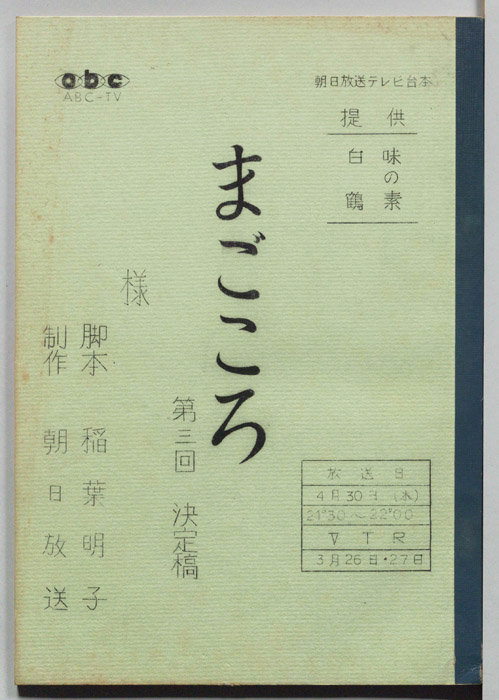 abc
ABC-TV
朝日放送テレビ台本
提供
味の素
白鶴
まごころ
第三回 決定稿
様
脚本 稲葉明子
制作 朝日放送
放送日
4月30日(木)
21°30~22°00
VTR
3月26日・27日